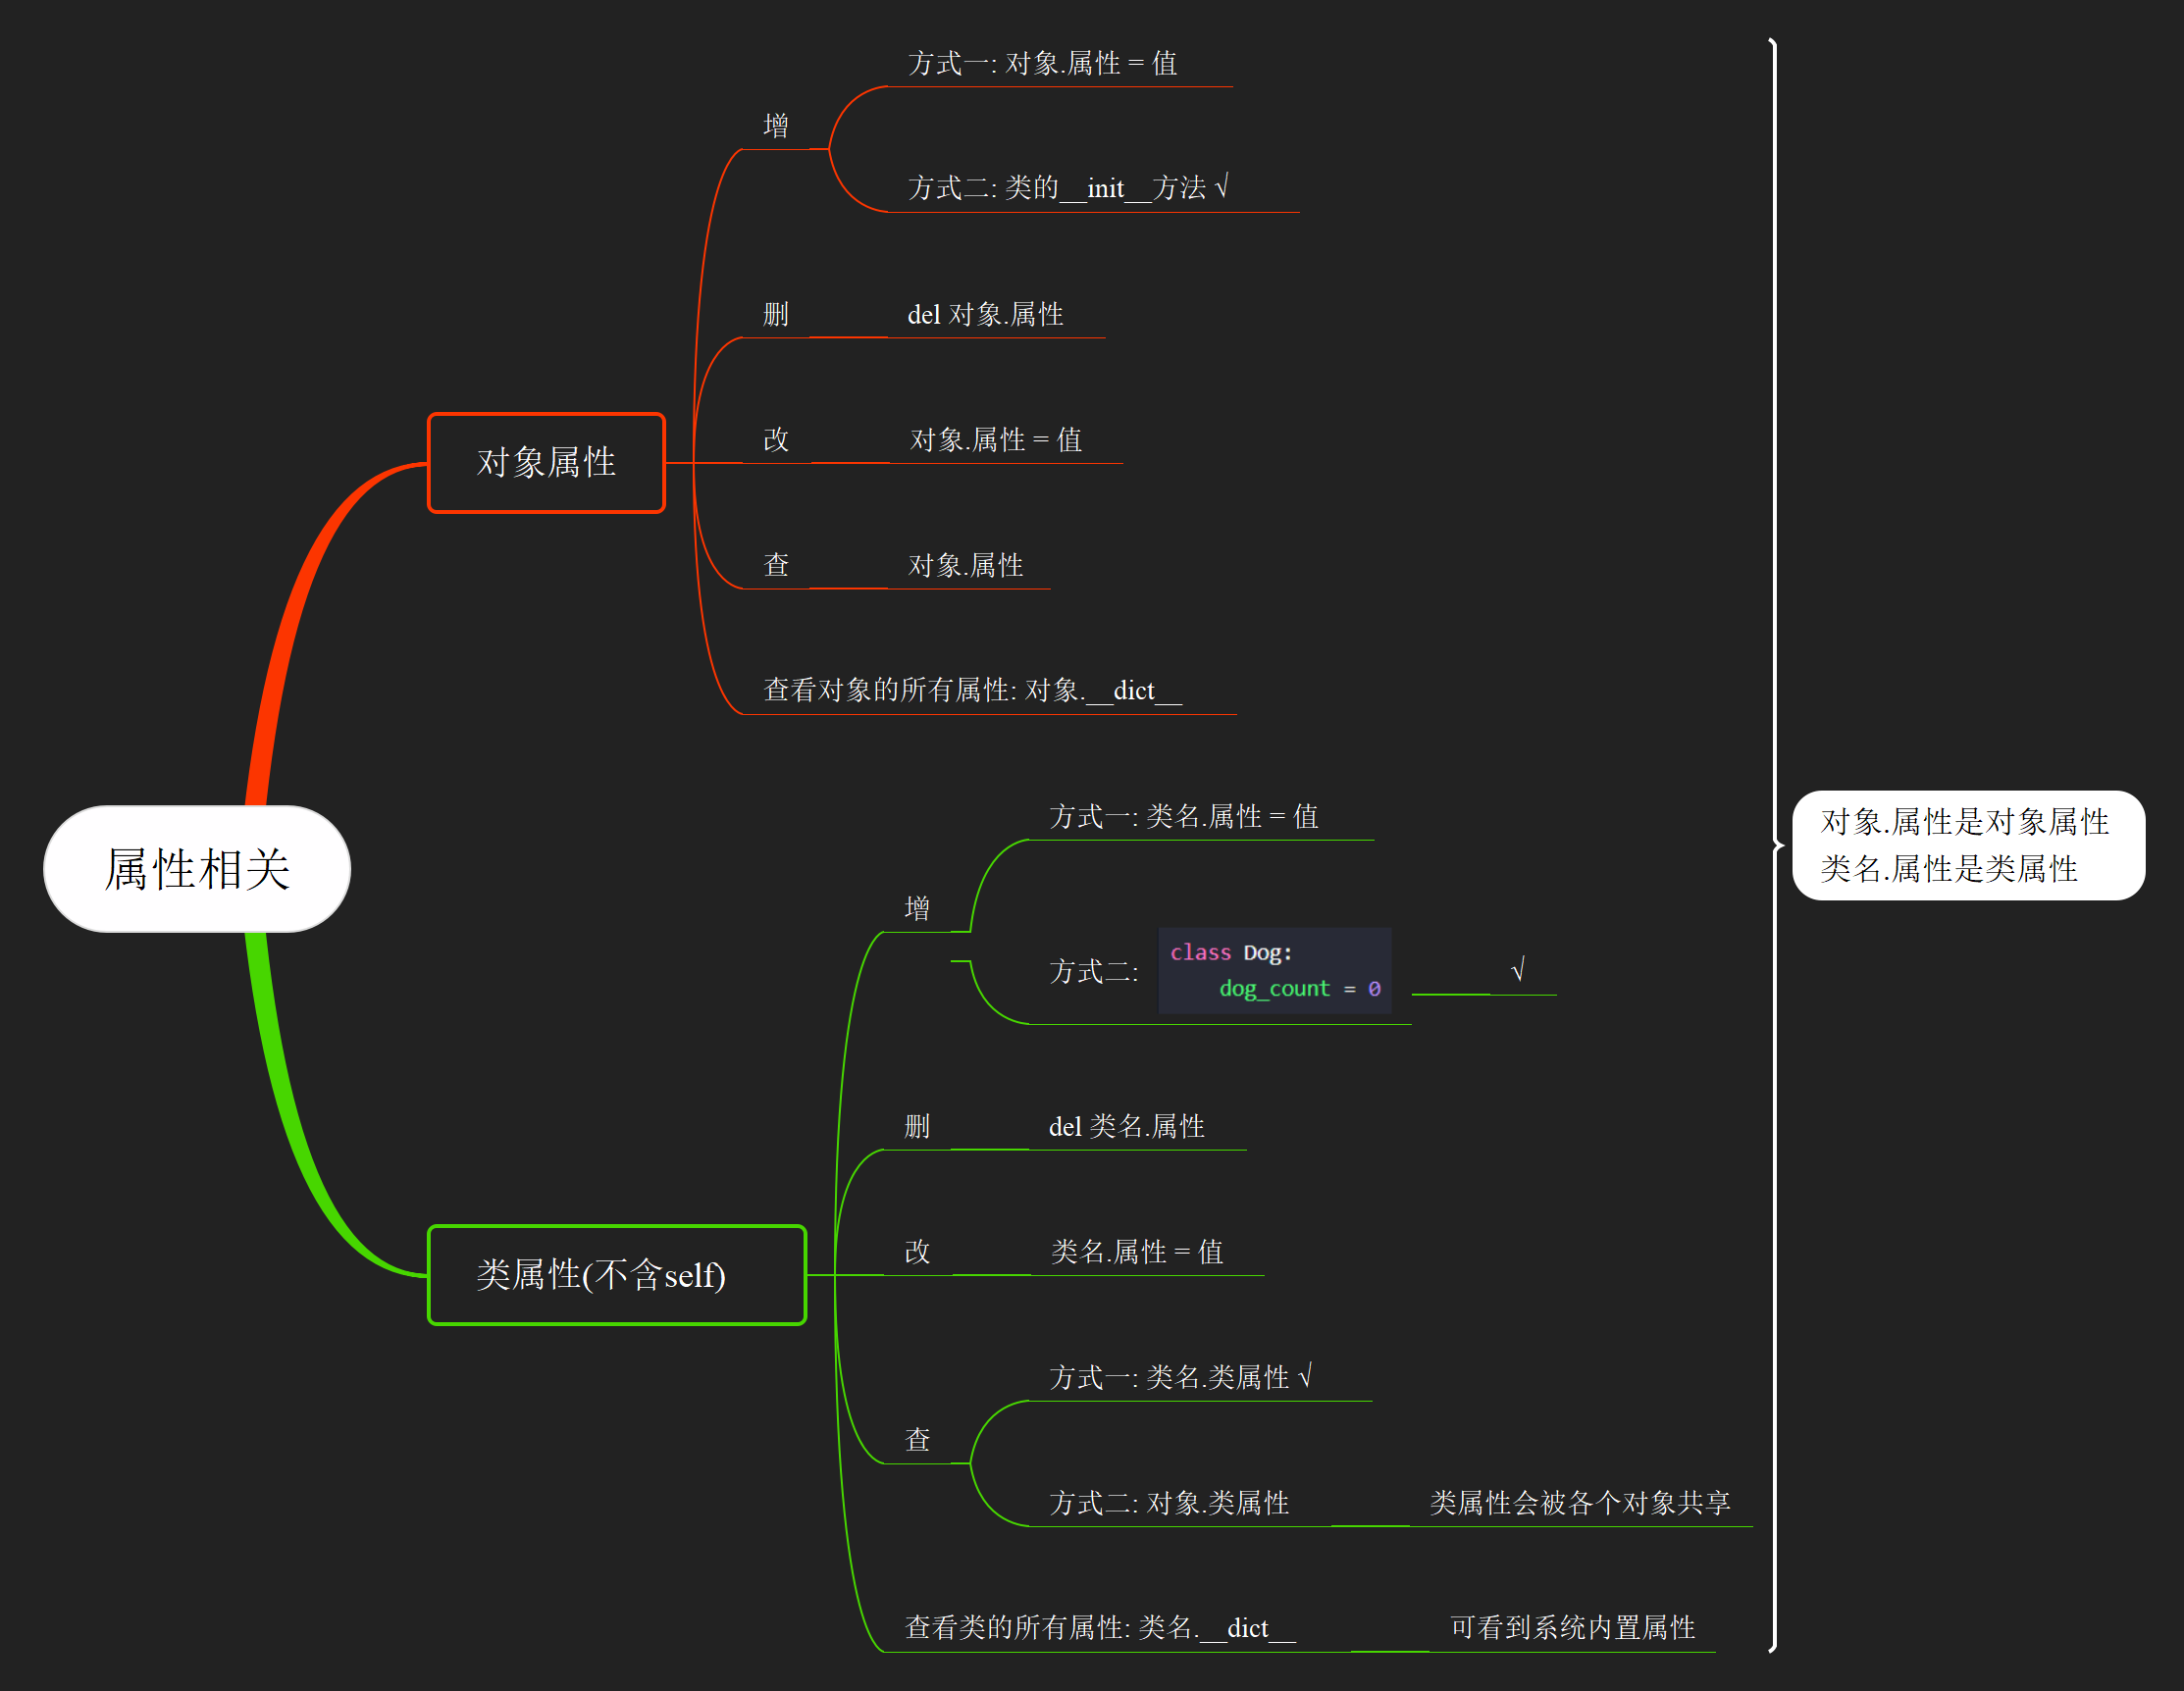 属性相关
对象属性
增
方式一: 对象.属性 = 值
方式二: 类的__init__方法 √
删
del 对象.属性
改
对象.属性 = 值
查
对象.属性
查看对象的所有属性: 对象.__dict__
类属性(不含self)
增
方式一: 类名.属性 = 值
方式二:
class Dog:
    dog_count = 0
√
删
del 类名.属性
改
类名.属性 = 值
查
方式一: 类名.类属性 √
方式二: 对象.类属性
类属性会被各个对象共享
查看类的所有属性: 类名.__dict__
可看到系统内置属性
对象.属性是对象属性
类名.属性是类属性